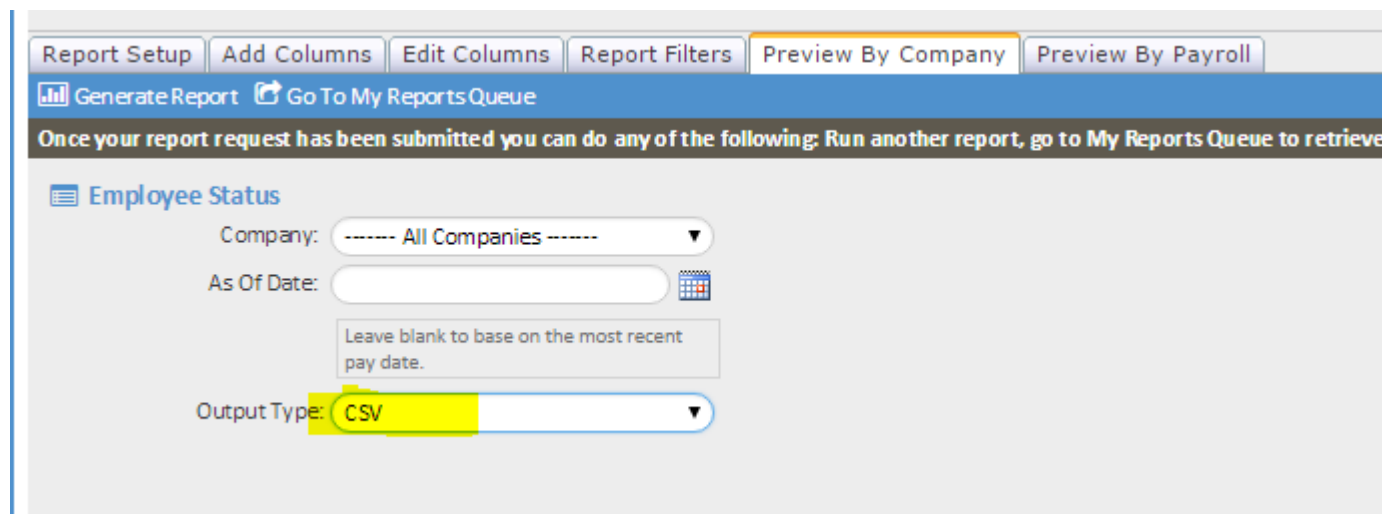 Report Setup Add Columns Edit Columns Report Filters Preview By Company Preview By Payroll
Generate Report Go To My Reports Queue
Once your report request has been submitted you can do any of the following: Run another report, go to My Reports Queue to retrieve
Employee Status
Company: ------- All Companies -------
As Of Date:
Leave blank to base on the most recent
pay date.
Output Type: CSV